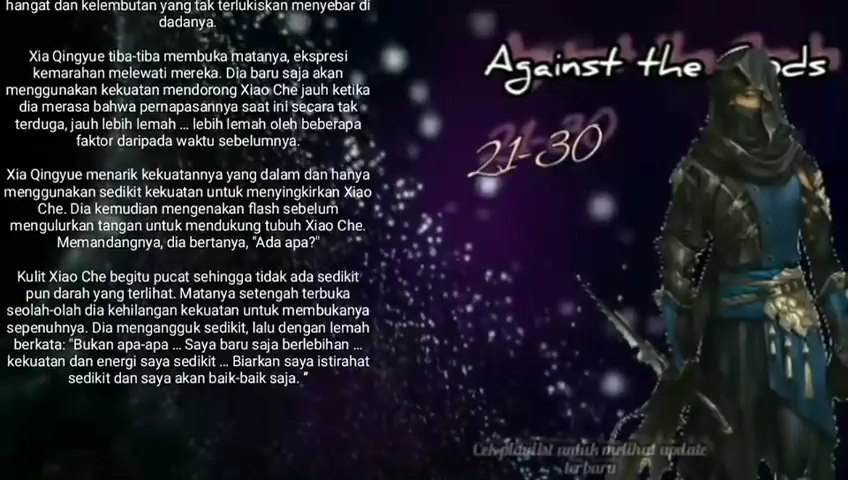 hangat dan kelembutan yang tak terlukiskan menyebar di
dadanya.
Xia Qingyue tiba-tiba membuka matanya, ekspresi
kemarahan melewati mereka. Dia baru saja akan
menggunakan kekuatan mendorong Xiao Che jauh ketika
dia merasa bahwa pernapasannya saat ini secara tak
terduga, jauh lebih lemah ... lebih lemah oleh beberapa
faktor daripada waktu sebelumnya.
Xia Qingyue menarik kekuatannya yang dalam dan hanya
menggunakan sedikit kekuatan untuk menyingkirkan Xiao
Che. Dia kemudian mengenakan flash sebelum
mengulurkan tangan untuk mendukung tubuh Xiao Che.
Memandangnya, dia bertanya, "Ada apa?"
Kulit Xiao Che begitu pucat sehingga tidak ada sedikit
pun darah yang terlihat. Matanya setengah terbuka
seolah-olah dia kehilangan kekuatan untuk membukanya
sepenuhnya. Dia mengangguk sedikit, lalu dengan lemah
berkata: "Bukan apa-apa ... Saya baru saja berlebihan ...
kekuatan dan energi saya sedikit ... Biarkan saya istirahat
sedikit dan saya akan baik-baik saja. "
Against the Gods
21-30
Cek playlist untuk melihat update
terbaru